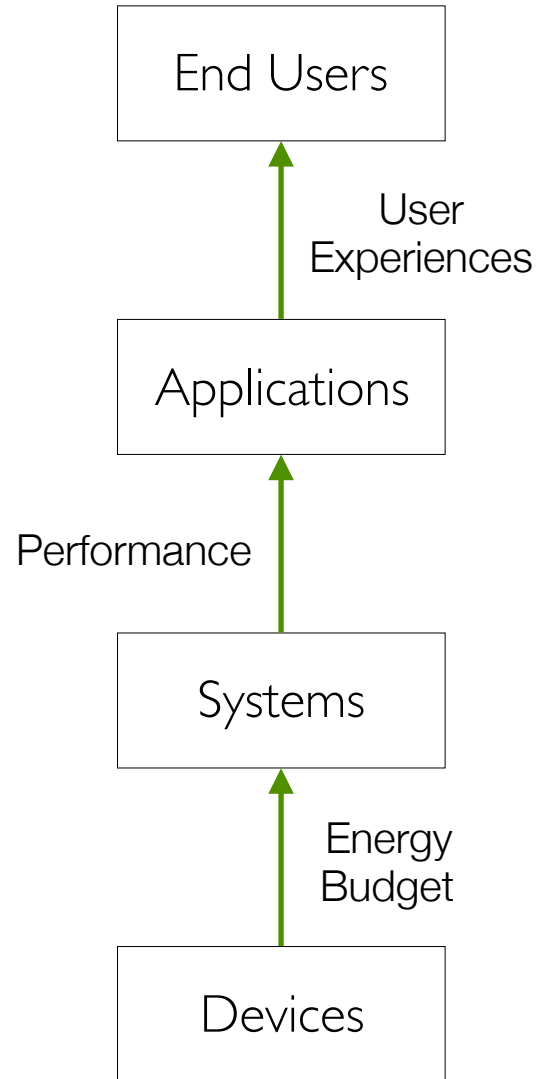 End Users
User
Experiences
Applications
Performance
Systems
Energy
Budget
Devices